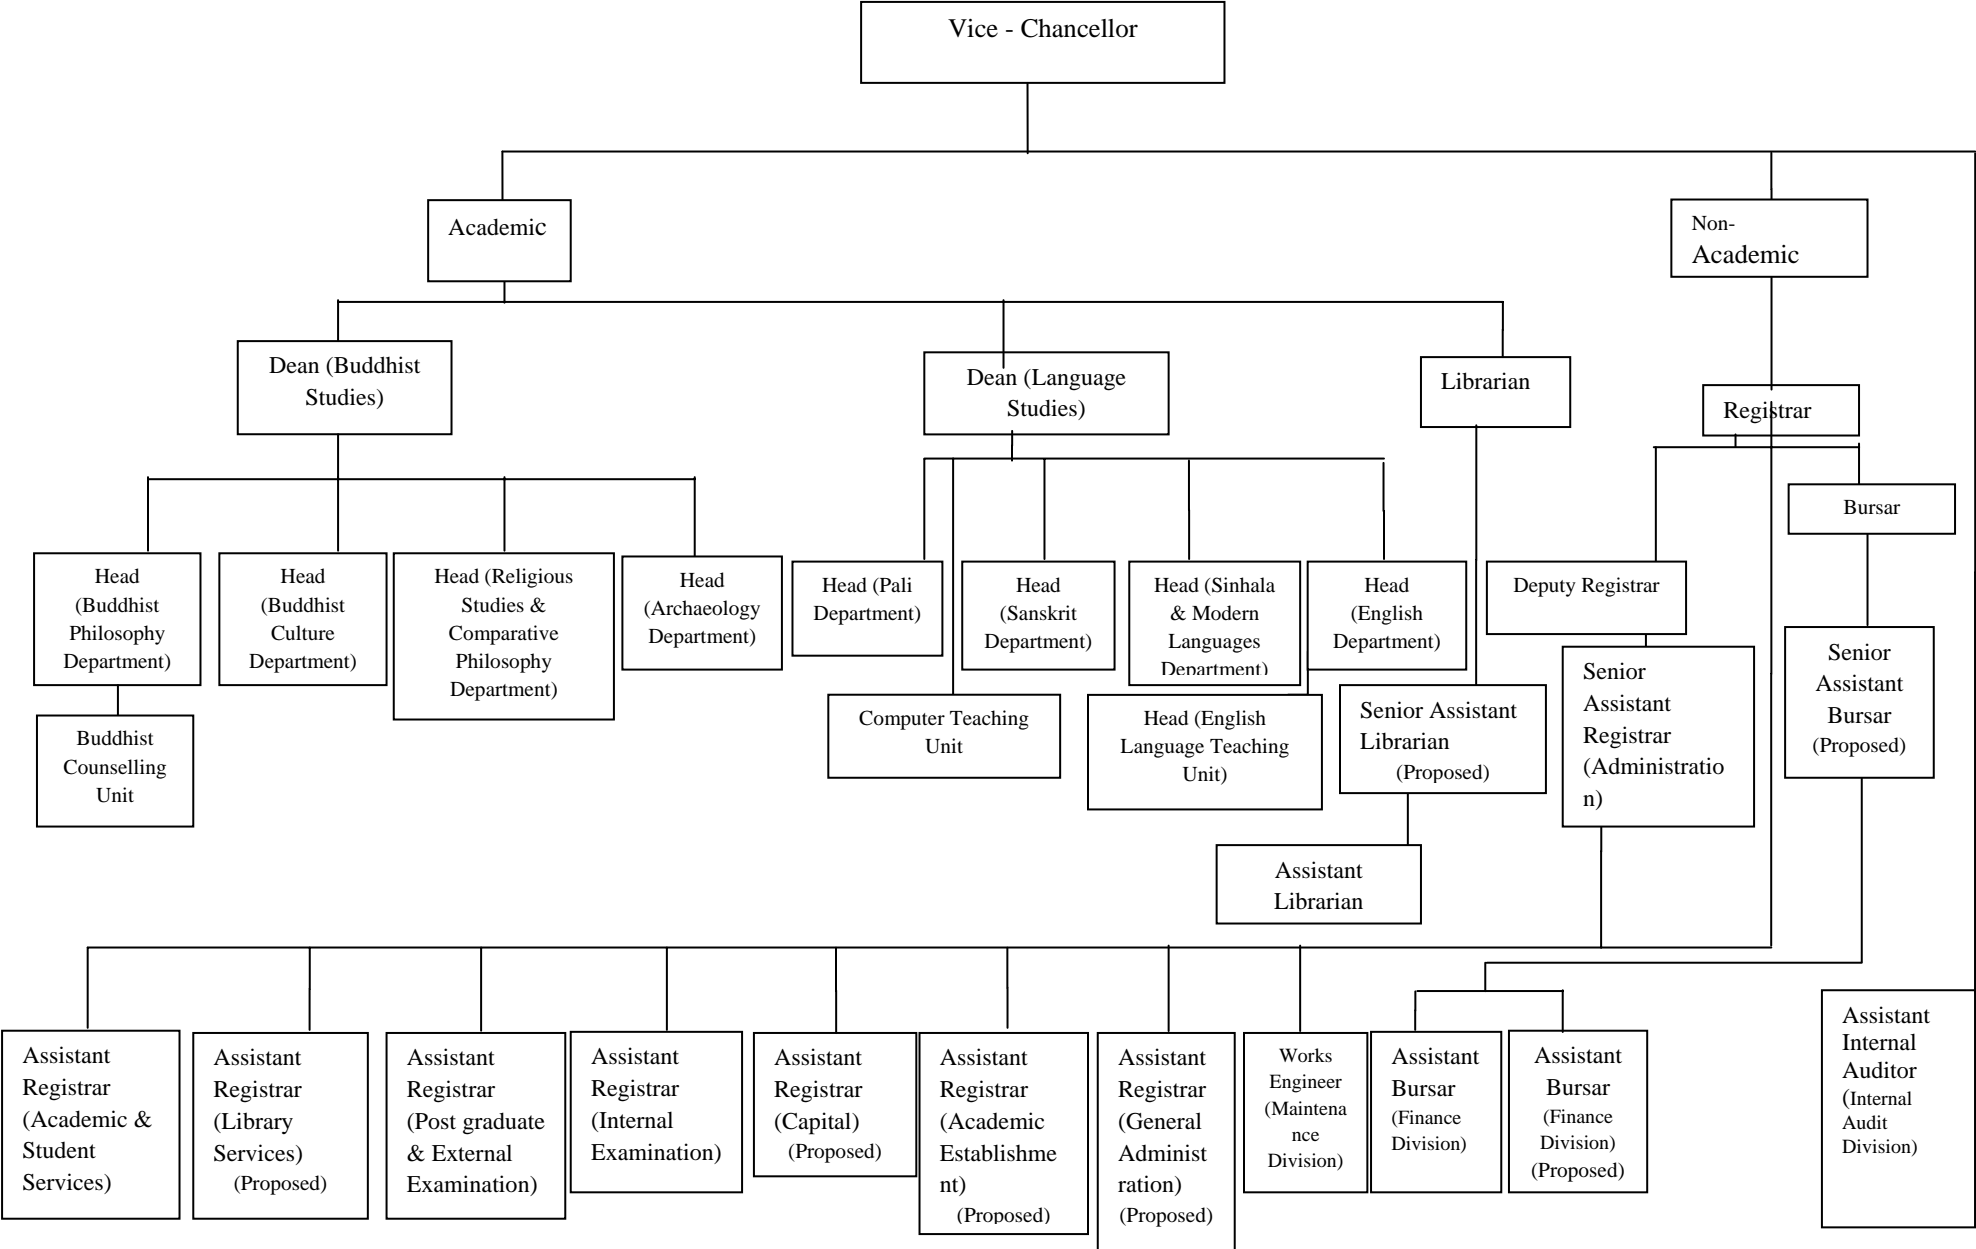 Vice - Chancellor
Academic
Non-
Academic
Dean (Buddhist
Studies)
Dean (Language
Studies)
Librarian
Registrar
Bursar
Head
(Buddhist
Philosophy
Department)
Head
(Buddhist
Culture
Department)
Head (Religious
Studies &
Comparative
Philosophy
Department)
Head
(Archaeology
Department)
Head (Pali
Department)
Head
(Sanskrit
Department)
Head (Sinhala
& Modern
Languages
Department)
Head
(English
Department)
Deputy Registrar
Buddhist
Counselling
Unit
Computer Teaching
Unit
Head (English
Language Teaching
Unit)
Senior Assistant
Librarian
(Proposed)
Senior
Assistant
Registrar
(Administratio
n)
Senior
Assistant
Bursar
(Proposed)
Assistant
Librarian
Assistant
Registrar
(Academic &
Student
Services)
Assistant
Registrar
(Library
Services)
(Proposed)
Assistant
Registrar
(Post graduate
& External
Examination)
Assistant
Registrar
(Internal
Examination)
Assistant
Registrar
(Capital)
(Proposed)
Assistant
Registrar
(Academic
Establishme
nt)
(Proposed)
Assistant
Registrar
(General
Administ
ration)
(Proposed)
Works
Engineer
(Maintena
nce
Division)
Assistant
Bursar
(Finance
Division)
Assistant
Bursar
(Finance
Division)
(Proposed)
Assistant
Internal
Auditor
(Internal
Audit
Division)